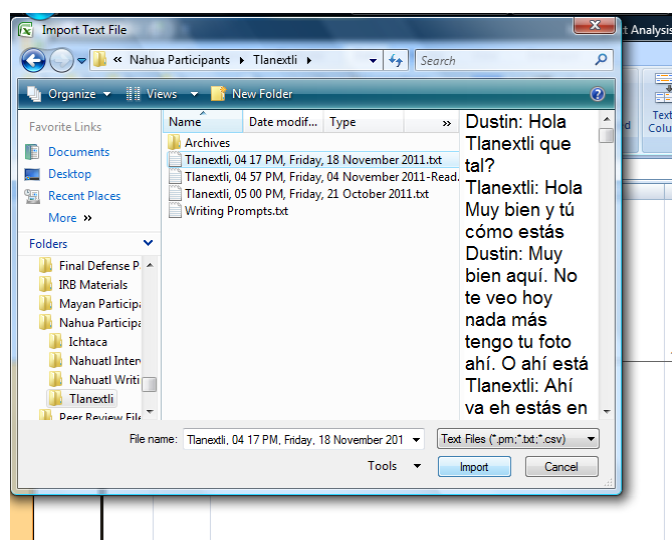 Import Text File
t Analysis
« Nahua Participants Tlanextli
Search
Organize Views New Folder
Text
d Colu
Favorite Links
Documents
Desktop
Recent Places
More »
Folders
Final Defense P
IRB Materials
Mayan Participa
Nahua Participa
Ichtaca
Nahuatl Inter
Nahuatl Writi
Tlanextli
Peer Review File
Name Date modif... Type »
Archives
Tlanextli, 04 17 PM, Friday, 18 November 2011.txt
Tlanextli, 04 57 PM, Friday, 04 November 2011-Read.
Tlanextli, 05 00 PM, Friday, 21 October 2011.txt
Writing Prompts.txt
Dustin: Hola
Tlanextli que
tal?
Tlanextli: Hola
Muy bien y tú
cómo estás
Dustin: Muy
bien aquí. No
te veo hoy
nada más
tengo tu foto
ahí. O ahí está
Tlanextli: Ahí
va eh estás en
File name: Tlanextli, 04 17 PM, Friday, 18 November 201
Text Files (*.prn;*.txt;*.csv)
Tools Import Cancel